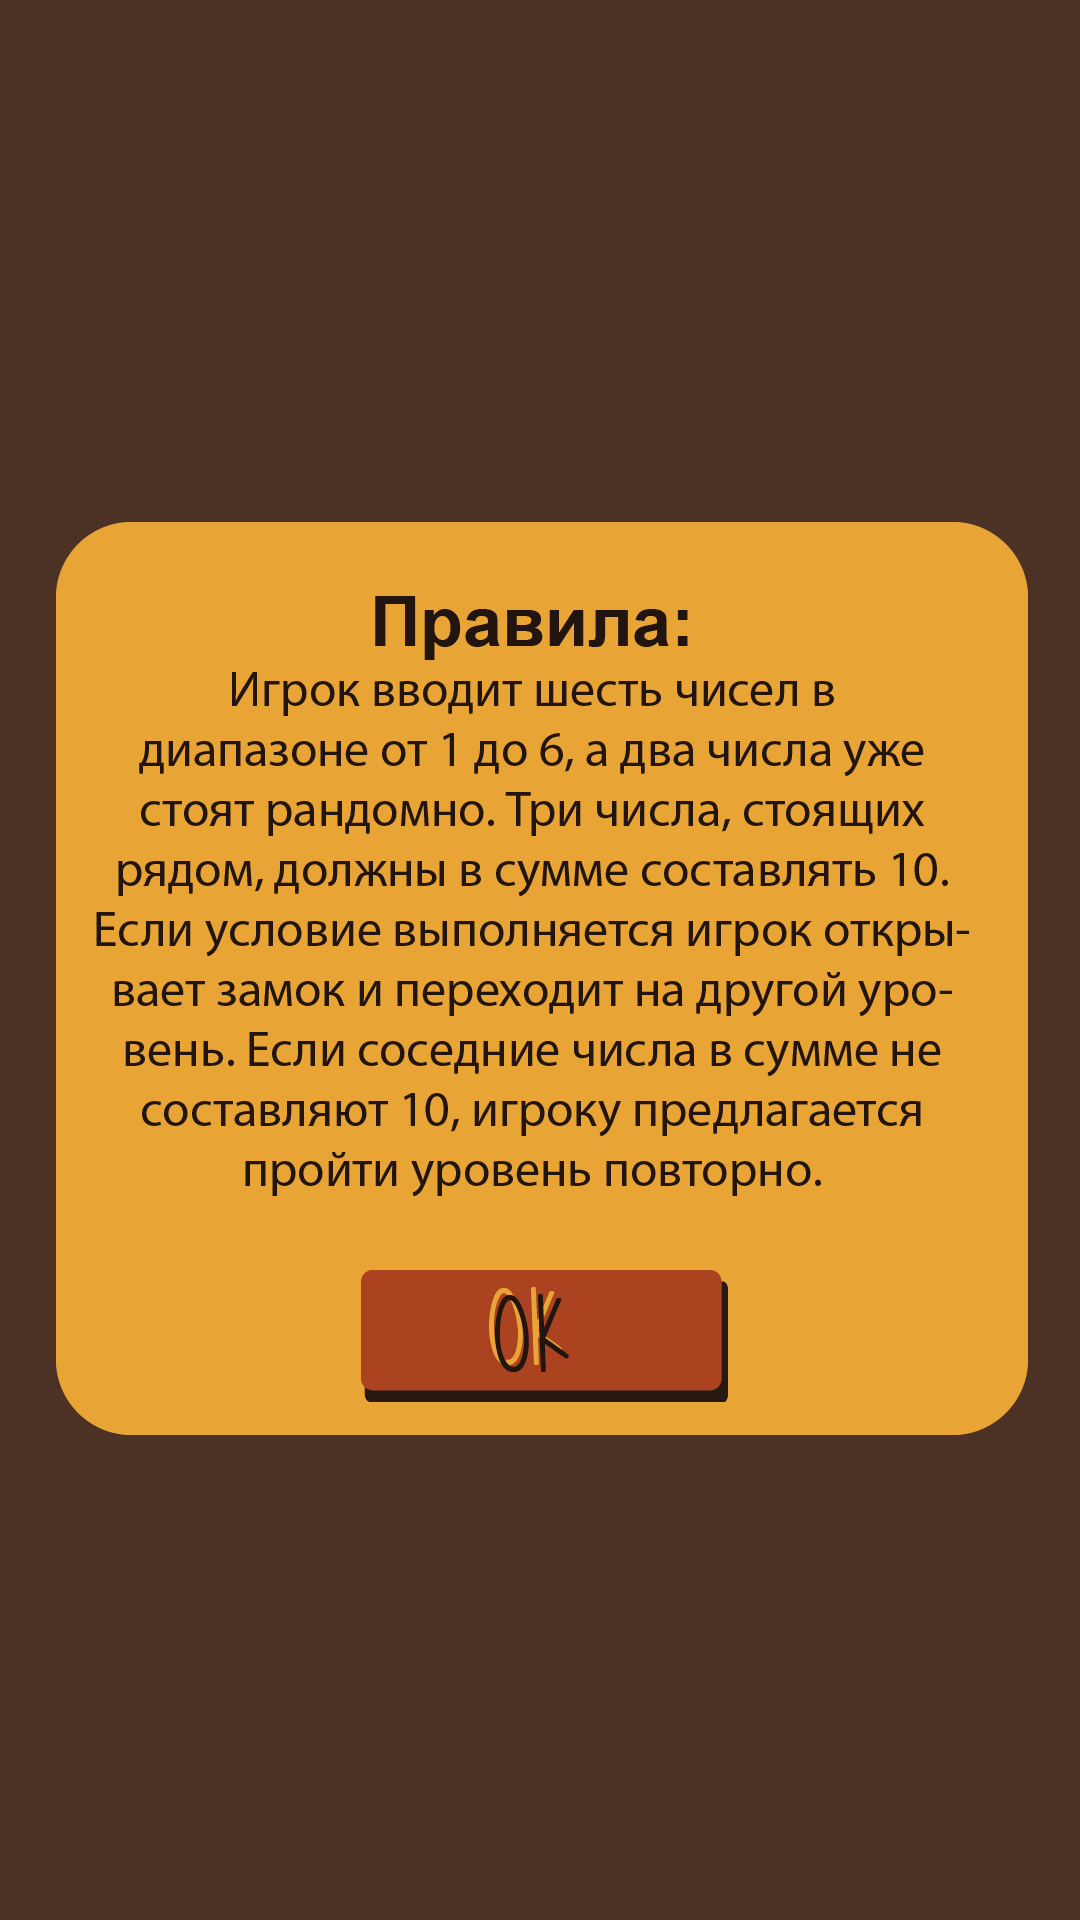 Правила:
Игрок вводит шесть чисел в
диапазоне от 1 до 6, а два числа уже
стоят рандомно. Три числа, стоящих
рядом, должны в сумме составлять 10.
Если условие выполняется игрок откры-
вает замок и переходит на другой уро-
вень. Если соседние числа в сумме не
составляют 10, игроку предлагается
пройти уровень повторно.
OK